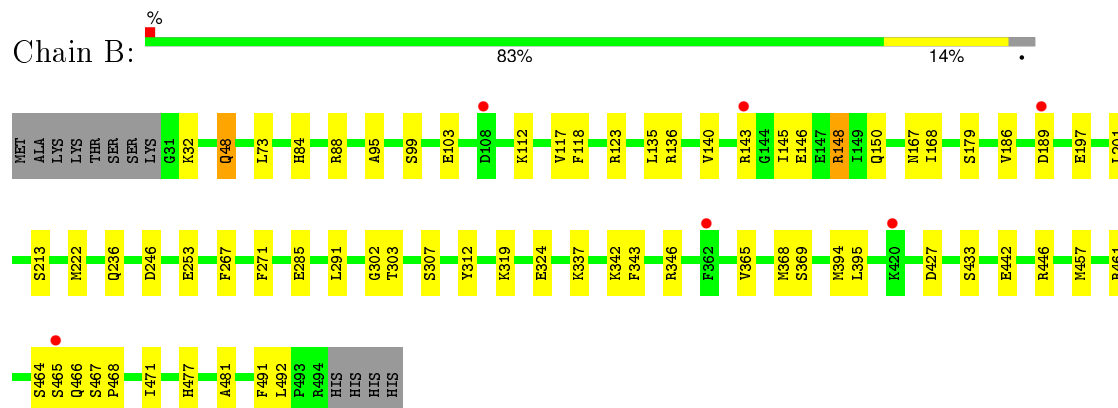 %
Chain B:
83% 14% •
MET ALA LYS LYS THR SER SER LYS G31 K32 Q48 L73 H84 R88 A95 S99 E103 D108 K112 V117 F118 R123 L135 R136 V140 R143 G144 I145 E146 E147 R148 I149 Q150 N167 I168 S179 V186 D189 E197 L201
S213 M222 Q236 D246 E253 F267 F271 E285 L291 G302 T303 S307 Y312 K319 E324 K337 K342 F343 R346 F362 V365 M368 S369 M394 L395 K420 D427 S433 E442 R446 M457
S464 S465 Q466 S467 P468 I471 H477 A481 F491 L492 P493 R494 HIS HIS HIS HIS